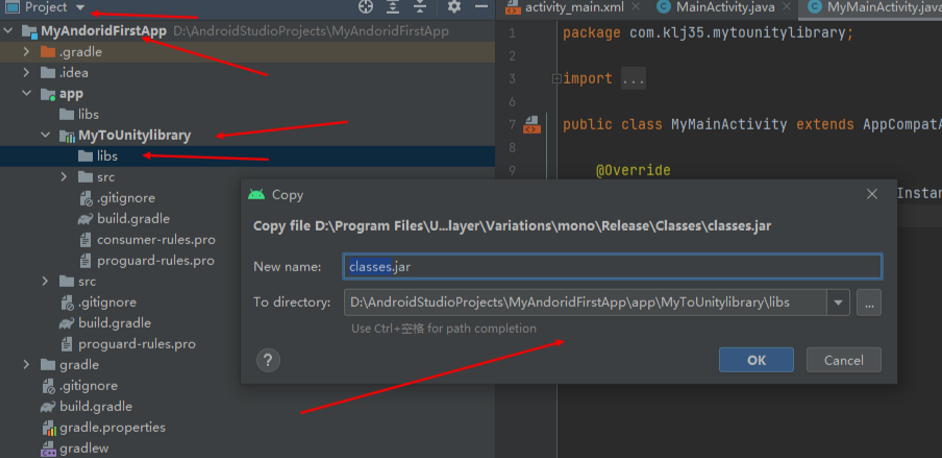 Project
MyAndoridFirstApp D:\AndroidStudioProjects\MyAndoridFirstApp
.gradle
.idea
app
libs
MyToUnitylibrary
libs
src
.gitignore
build.gradle
consumer-rules.pro
proguard-rules.pro
src
.gitignore
build.gradle
proguard-rules.pro
gradle
.gitignore
build.gradle
gradle.properties
gradlew
activity_main.xml MainActivity.java MyMainActivity.java
1 package com.klj35.mytounitylibrary;
2
3 import ...
6
7 public class MyMainActivity extends AppCompatA
8
9 @Override
Instan
Copy
Copy file D:\Program Files\U...layer\Variations\mono\Release\Classes\classes.jar
New name: classes.jar
To directory: D:\AndroidStudioProjects\MyAndoridFirstApp\app\MyToUnitylibrary\libs ...
Use Ctrl+空格 for path completion
? OK Cancel